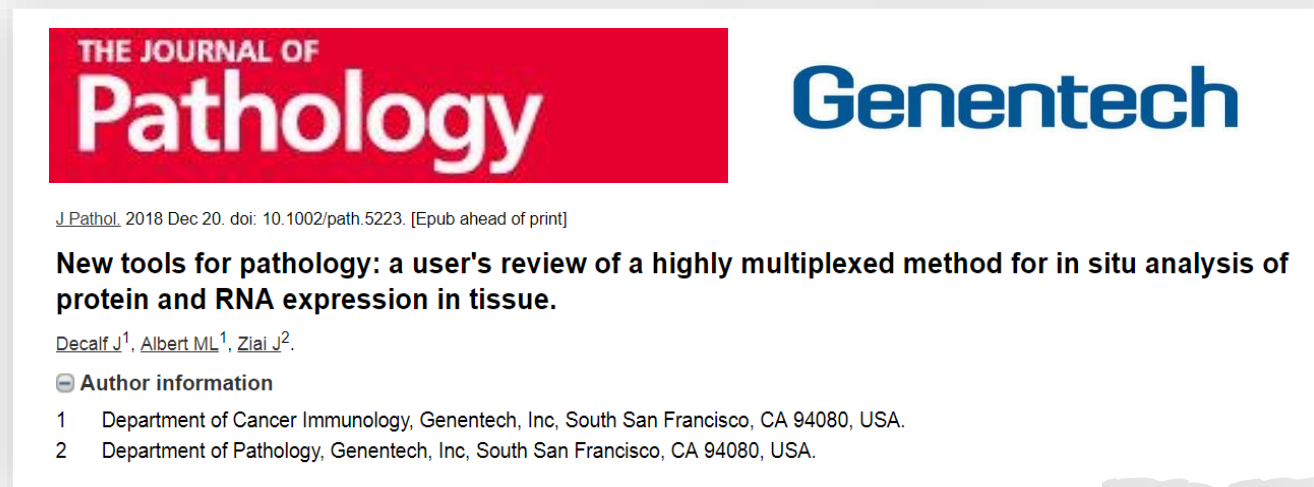 THE JOURNAL OF
Pathology
Genentech
J Pathol. 2018 Dec 20. doi: 10.1002/path.5223. [Epub ahead of print]
New tools for pathology: a user's review of a highly multiplexed method for in situ analysis of
protein and RNA expression in tissue.
Decalf J1, Albert ML1, Ziai J2.
Author information
1 Department of Cancer Immunology, Genentech, Inc, South San Francisco, CA 94080, USA.
2 Department of Pathology, Genentech, Inc, South San Francisco, CA 94080, USA.